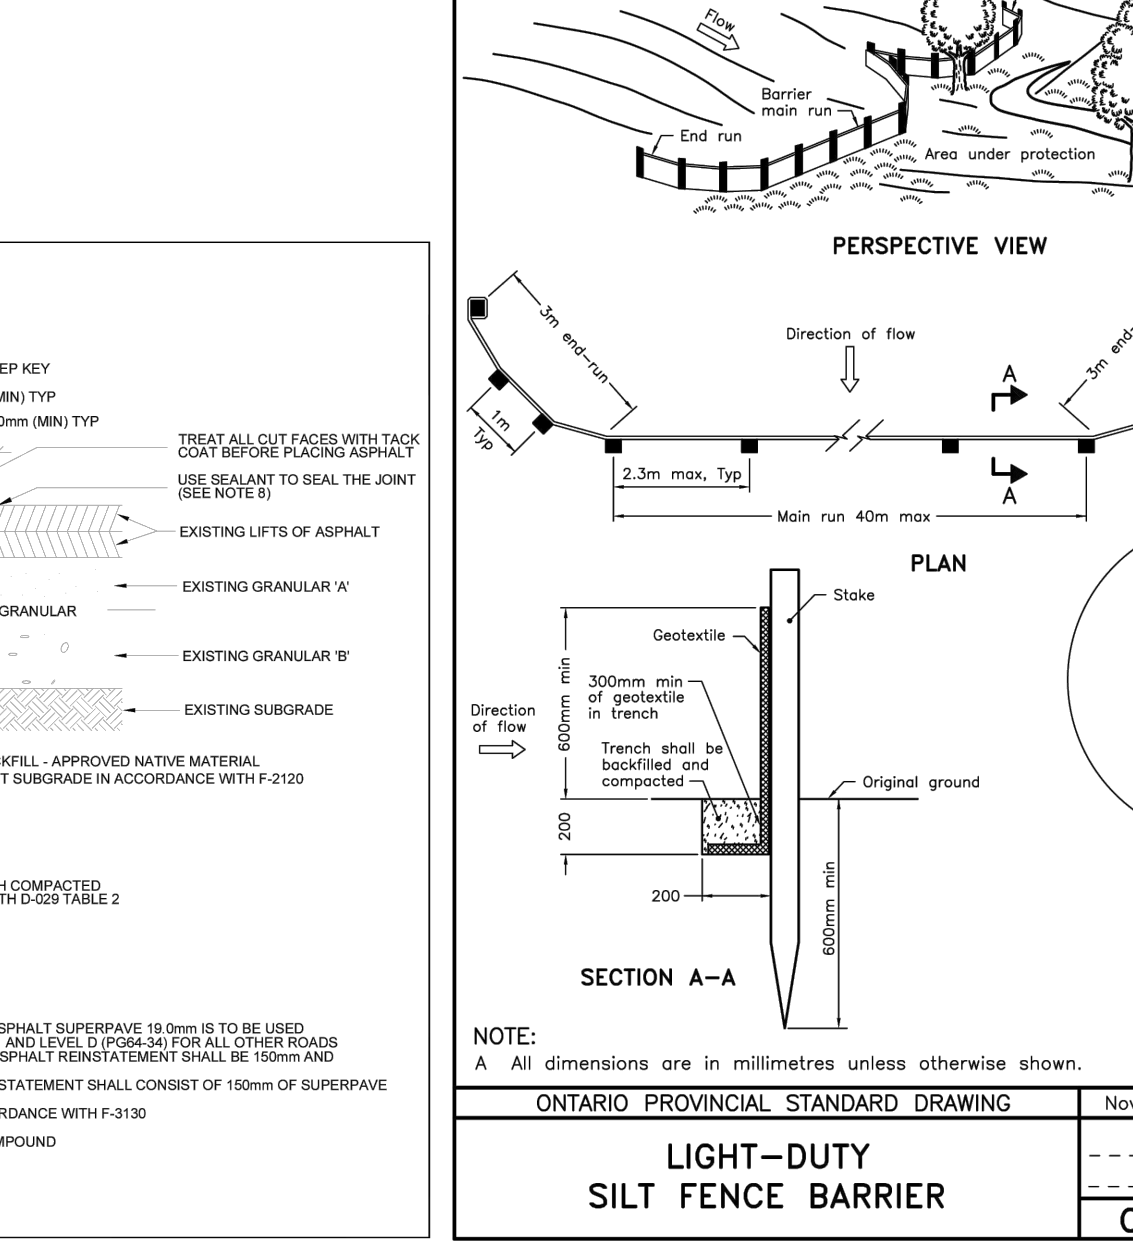 EP KEY
MIN) TYP
0mm (MIN) TYP
TREAT ALL CUT FACES WITH TACK
COAT BEFORE PLACING ASPHALT
USE SEALANT TO SEAL THE JOINT
(SEE NOTE 8)
EXISTING LIFTS OF ASPHALT
EXISTING GRANULAR 'A'
GRANULAR
EXISTING GRANULAR 'B'
EXISTING SUBGRADE
CKFILL - APPROVED NATIVE MATERIAL
T SUBGRADE IN ACCORDANCE WITH F-2120
H COMPACTED
TH D-029 TABLE 2
SPHALT SUPERPAVE 19.0mm IS TO BE USED
AND LEVEL D (PG64-34) FOR ALL OTHER ROADS
SPHALT REINSTATEMENT SHALL BE 150mm AND
STATEMENT SHALL CONSIST OF 150mm OF SUPERPAVE
RDANCE WITH F-3130
MPOUND
Flow
Barrier
main run
End run
Area under protection
PERSPECTIVE VIEW
3m end-run
Direction of flow
3m end-
A
1m
Typ
2.3m max, Typ
A
Main run 40m max
PLAN
Stake
Geotextile
600mm min
300mm min
of geotextile
in trench
Direction
of flow
Trench shall be
backfilled and
compacted
Original ground
200
200
600mm min
SECTION A-A
NOTE:
A All dimensions are in millimetres unless otherwise shown.
ONTARIO PROVINCIAL STANDARD DRAWING
Nov
LIGHT-DUTY
SILT FENCE BARRIER